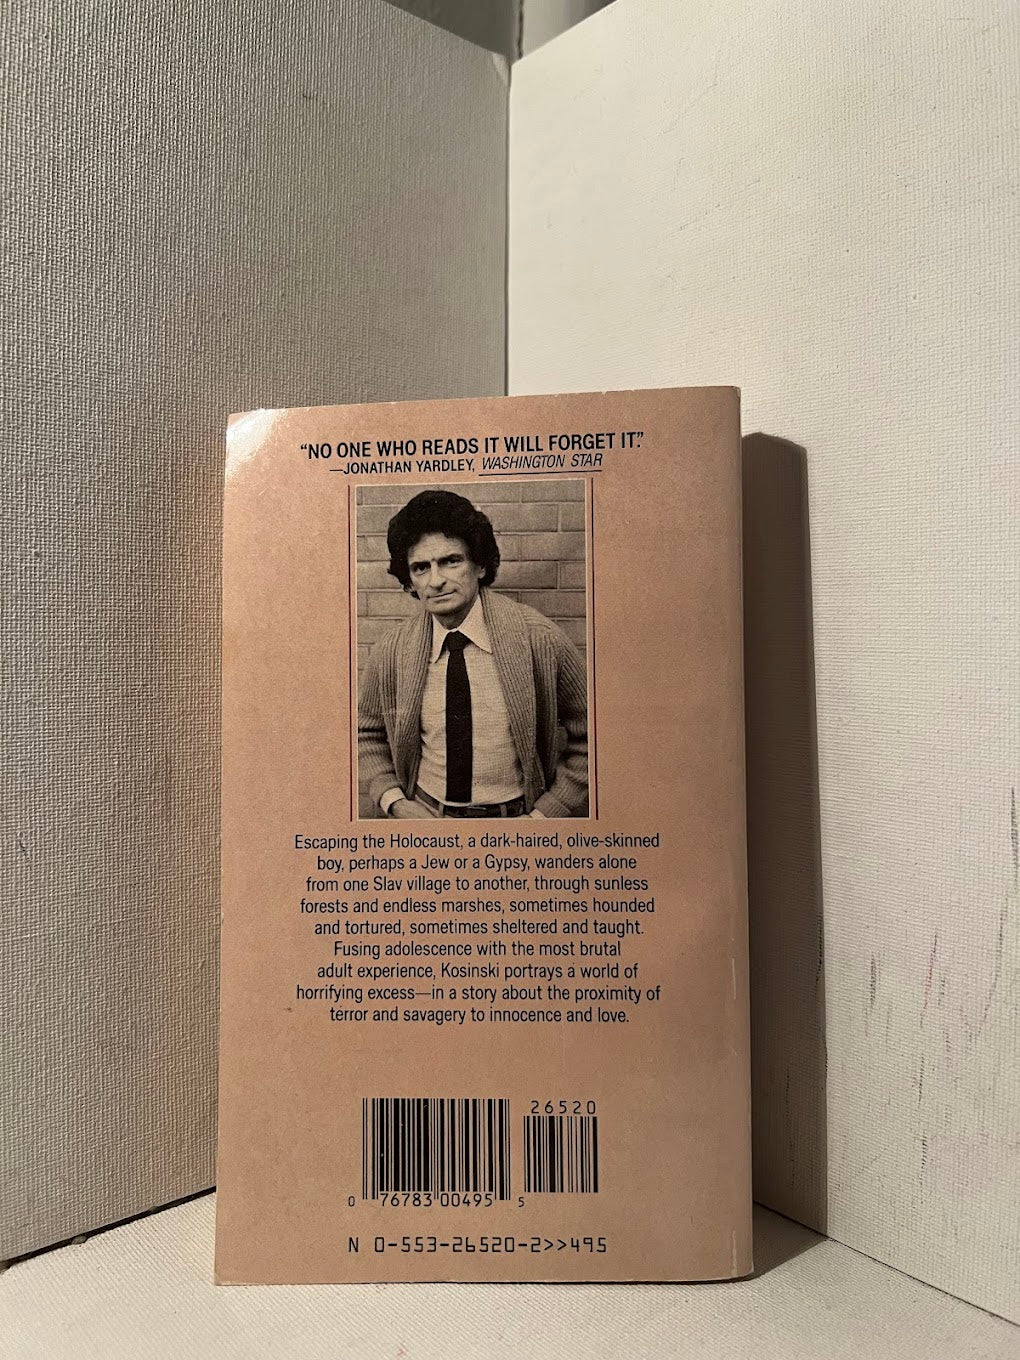 “NO ONE WHO READS IT WILL FORGET IT.”
—JONATHAN YARDLEY, WASHINGTON STAR
Escaping the Holocaust, a dark-haired, olive-skinned
boy, perhaps a Jew or a Gypsy, wanders alone
from one Slav village to another, through sunless
forests and endless marshes, sometimes hounded
and tortured, sometimes sheltered and taught.
Fusing adolescence with the most brutal
adult experience, Kosinski portrays a world of
horrifying excess—in a story about the proximity of
terror and savagery to innocence and love.
26520
0 76783 00495 5
N 0-553-26520-2>>495